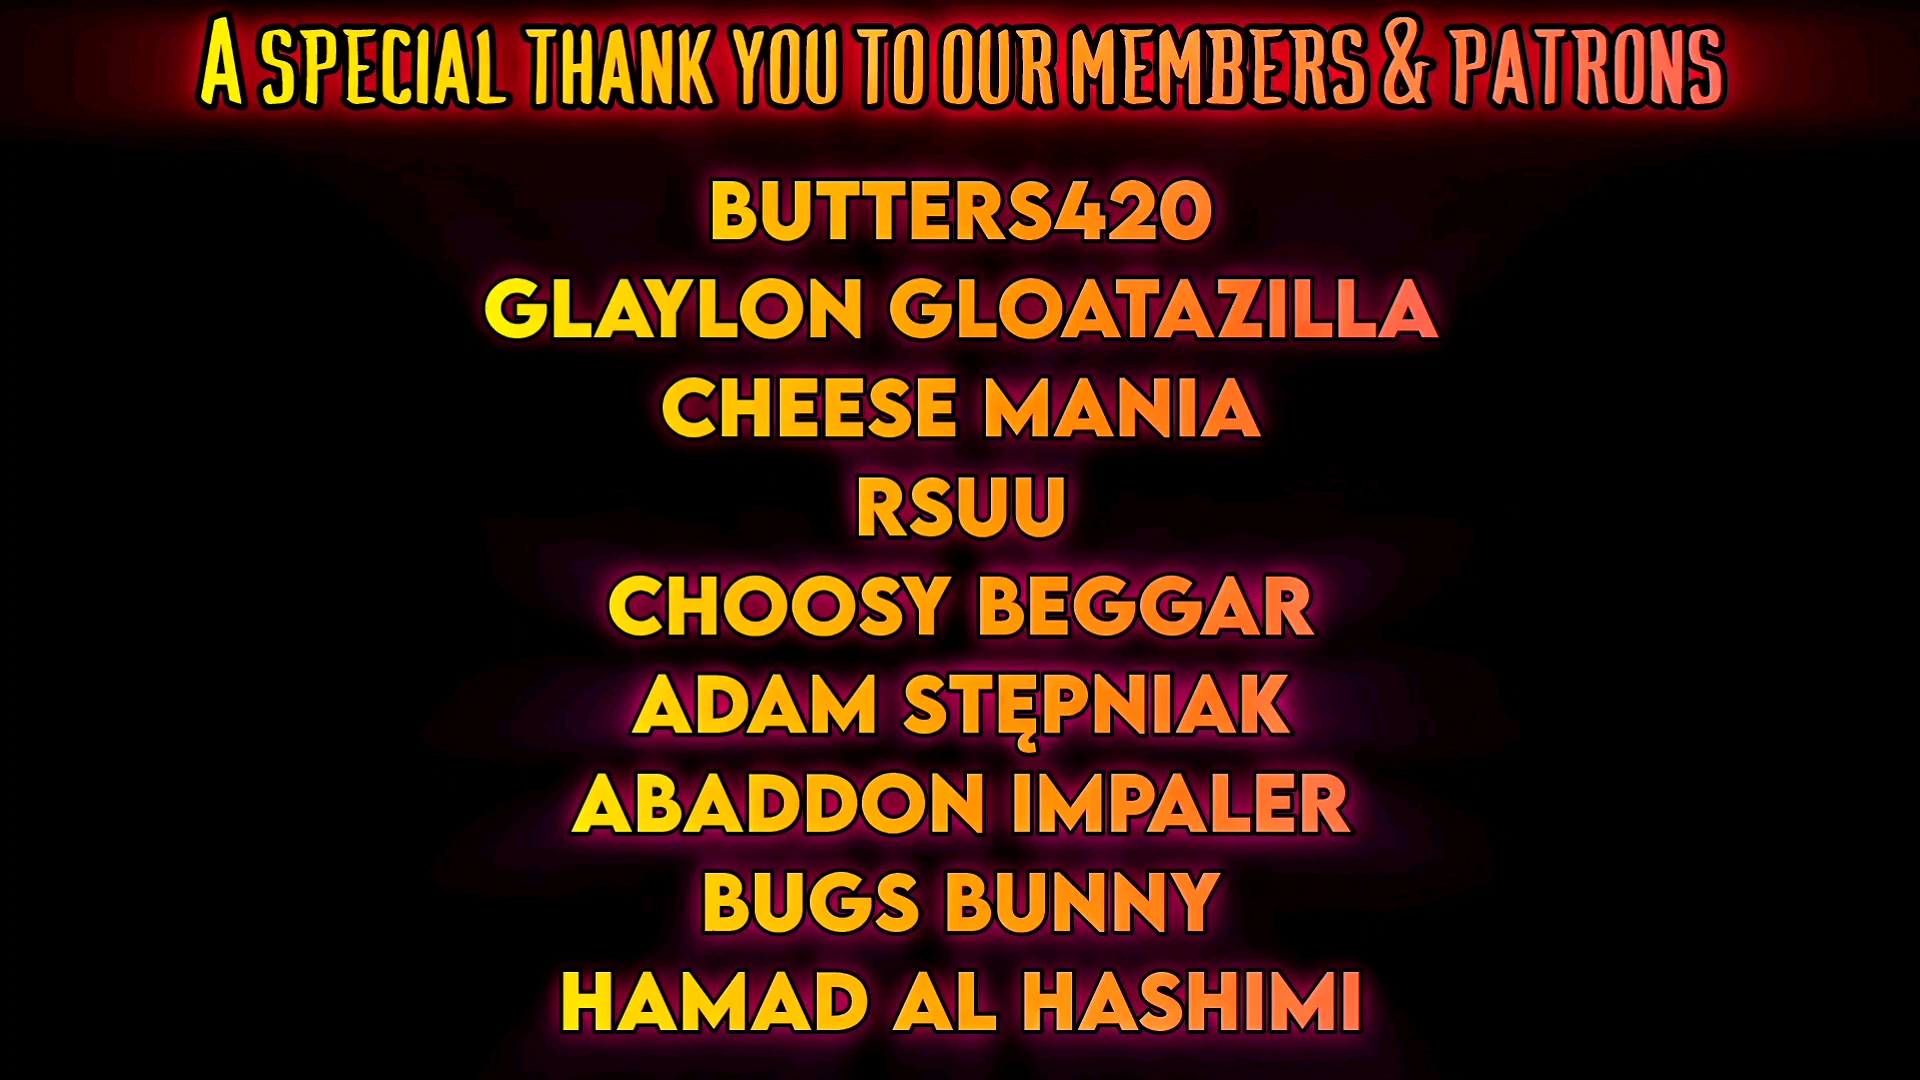 A SPECIAL THANK YOU TO OUR MEMBERS & PATRONS
BUTTERS420
GLAYLON GLOATAZILLA
CHEESE MANIA
RSUU
CHOOSY BEGGAR
ADAM STĘPNIAK
ABADDON IMPALER
BUGS BUNNY
HAMAD AL HASHIMI